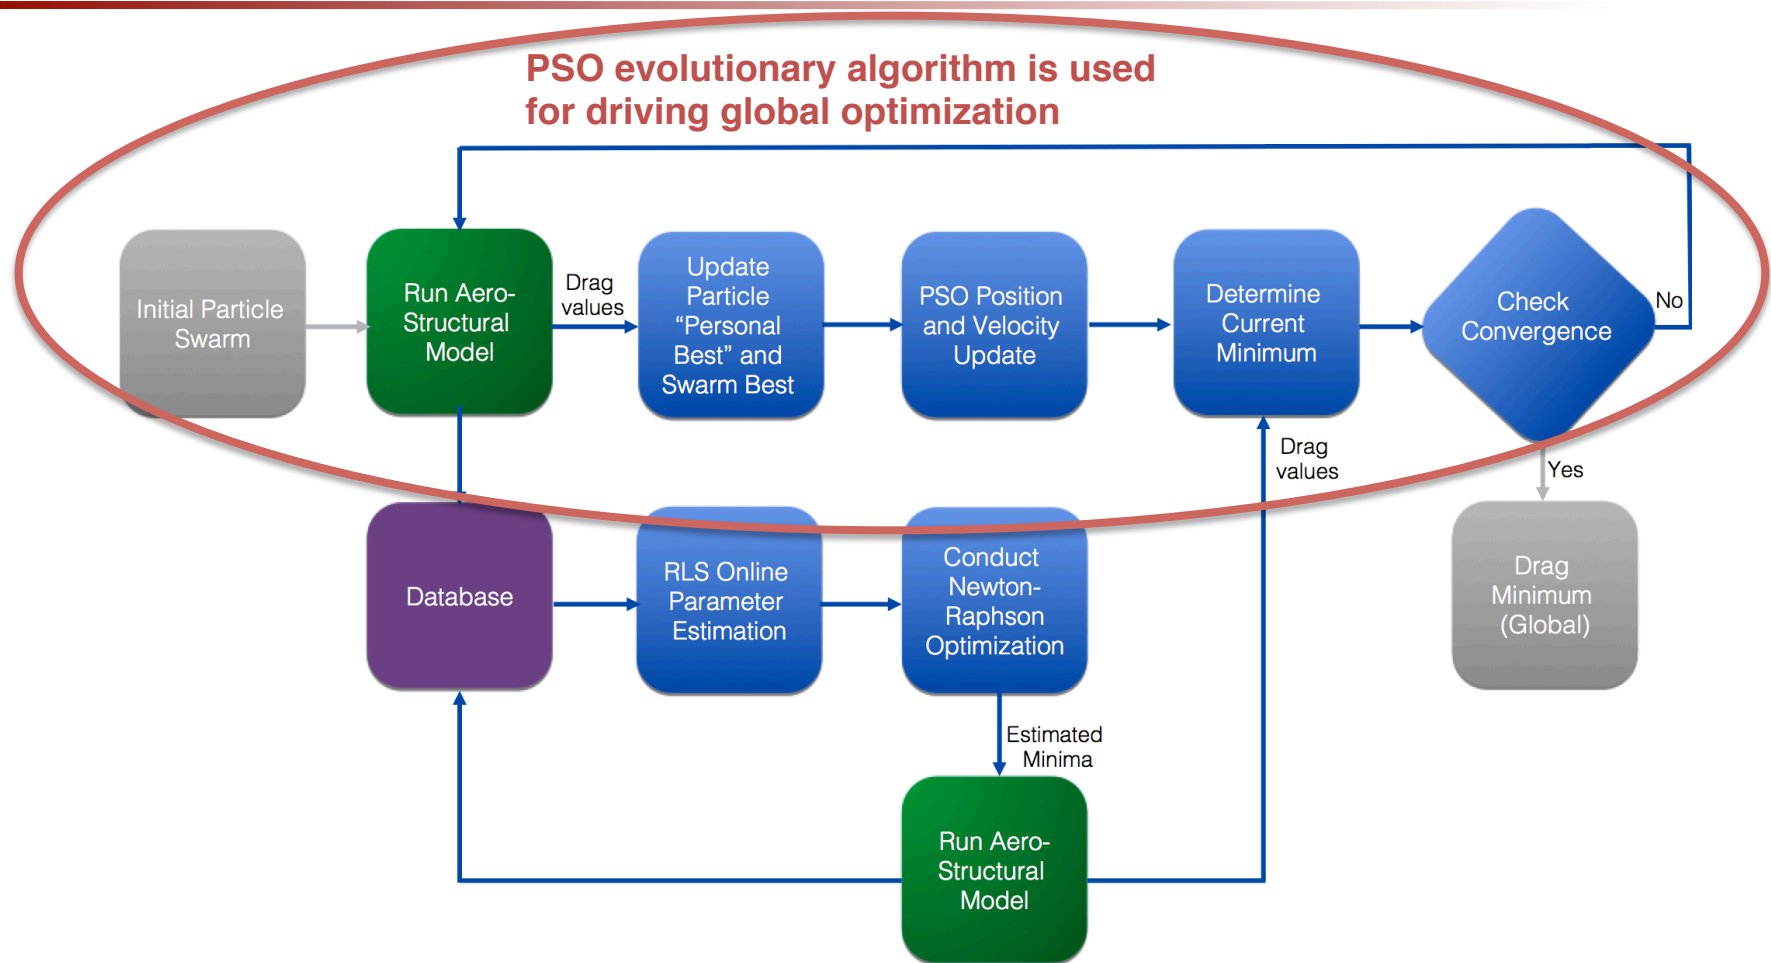 PSO evolutionary algorithm is used
for driving global optimization
Initial Particle
Swarm
Run Aero-
Structural
Model
Drag
values
Update
Particle
“Personal
Best” and
Swarm Best
PSO Position
and Velocity
Update
Determine
Current
Minimum
Check
Convergence
No
Drag
values
Yes
Database
RLS Online
Parameter
Estimation
Conduct
Newton-
Raphson
Optimization
Drag
Minimum
(Global)
Estimated
Minima
Run Aero-
Structural
Model